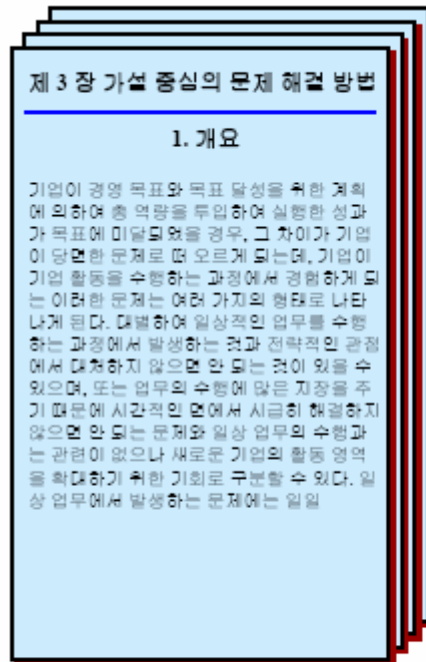 제 3 장 가설 중심의 문제 해결 방법
1. 개요
기업이 경영 목표와 목표 달성을 위한 계획
에 의하여 총 역량을 투입하여 실행한 성과
가 목표에 미달되었을 경우, 그 차이가 기업
이 당면한 문제로 떠 오르게 되는데, 기업이
기업 활동을 수행하는 과정에서 경험하게 되
는 이러한 문제는 여러 가지의 형태로 나타
나게 된다. 대별하여 일상적인 업무를 수행
하는 과정에서 발생하는 것과 전략적인 관점
에서 대처하지 않으면 안 되는 것이 있을 수
있으며, 또는 업무의 수행에 많은 지장을 주
기 때문에 시간적인 면에서 시급히 해결하지
않으면 안 되는 문제와 일상 업무의 수행과
는 관련이 없으나 새로운 기업의 활동 영역
을 확대하기 위한 기회로 구분할 수 있다. 일
상 업무에서 발생하는 문제에는 일일